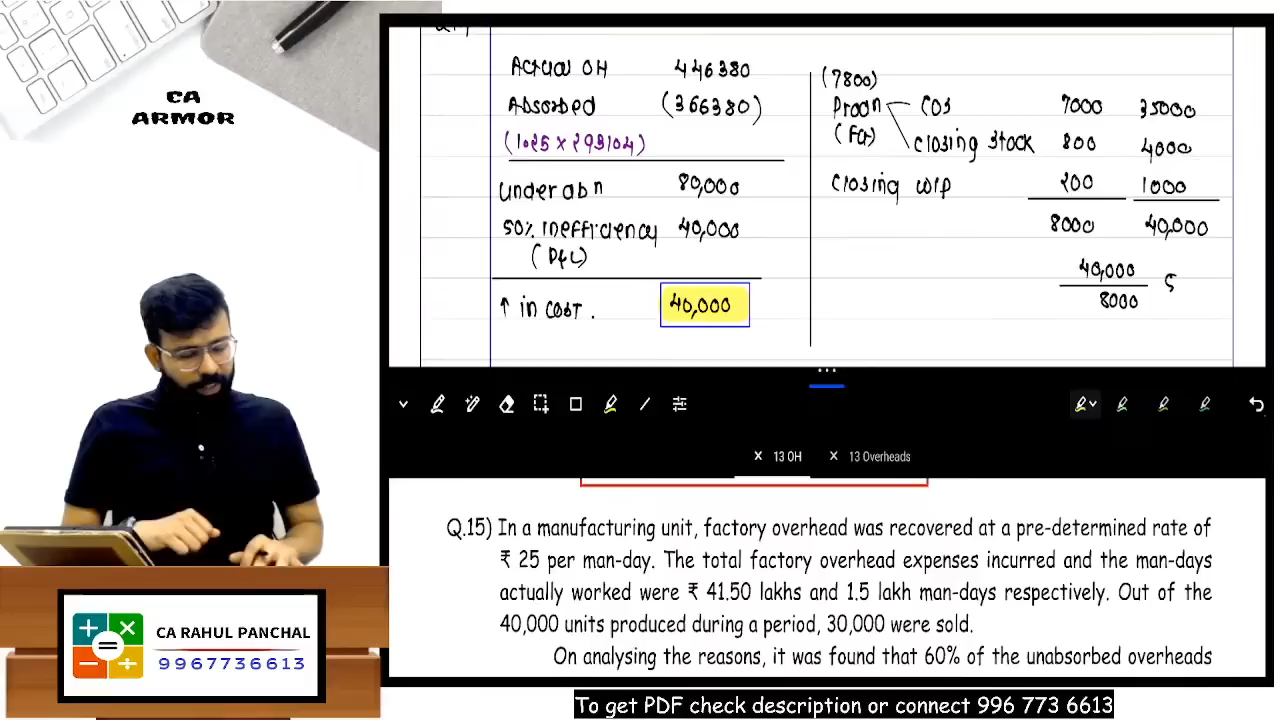 CA
ARMOR
Actual OH 446380
Absorbed (366380)
(1.25 × 293104)
under abn 80,000
50% inefficiency 40,000
(P&L)
↑ in cost. 40,000
(7800)
Prodn COS 7000 35000
(FG) closing stock 800 4000
closing WIP 200 1000
8000 40,000
40,000 5
8000
13 OH 13 Overheads
Q.15) In a manufacturing unit, factory overhead was recovered at a pre-determined rate of
₹ 25 per man-day. The total factory overhead expenses incurred and the man-days
actually worked were ₹ 41.50 lakhs and 1.5 lakh man-days respectively. Out of the
40,000 units produced during a period, 30,000 were sold.
On analysing the reasons, it was found that 60% of the unabsorbed overheads
CA RAHUL PANCHAL
9967736613
To get PDF check description or connect 996 773 6613